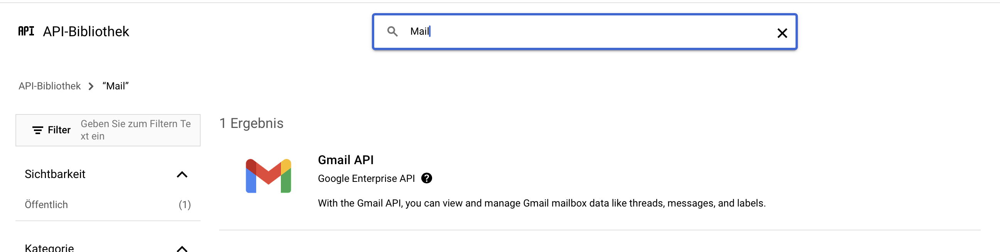 API API-Bibliothek
Mail
API-Bibliothek > “Mail”
Filter
Geben Sie zum Filtern Te
xt ein
1 Ergebnis
Sichtbarkeit
Öffentlich (1)
Kategorie
Gmail API
Google Enterprise API
With the Gmail API, you can view and manage Gmail mailbox data like threads, messages, and labels.